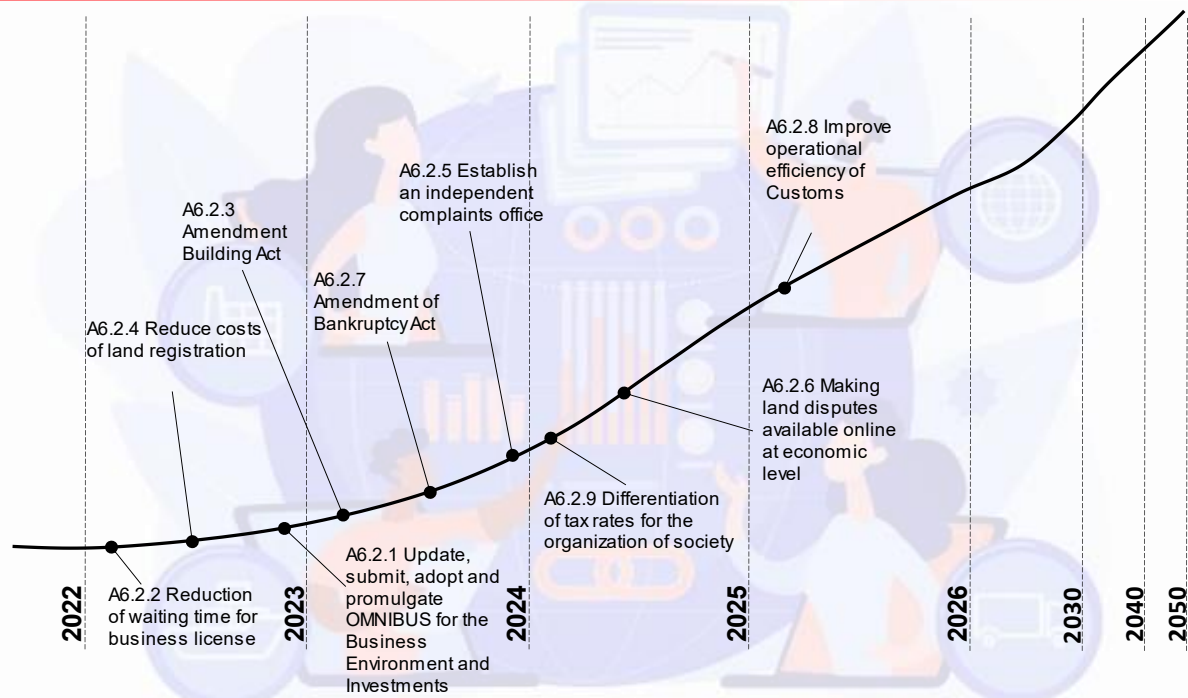 A6.2.8 Improve
operational
efficiency of
Customs
A6.2.5 Establish
an independent
complaints office
A6.2.3
Amendment
Building Act
A6.2.7
Amendment of
Bankruptcy Act
A6.2.4 Reduce costs
of land registration
A6.2.6 Making
land disputes
available online
at economic
level
A6.2.9 Differentiation
of tax rates for the
organization of society
A6.2.1 Update,
submit, adopt and
promulgate
OMNIBUS for the
Business
Environment and
Investments
A6.2.2 Reduction
of waiting time for
business license
2022
2023
2024
2025
2026
2030
2040
2050